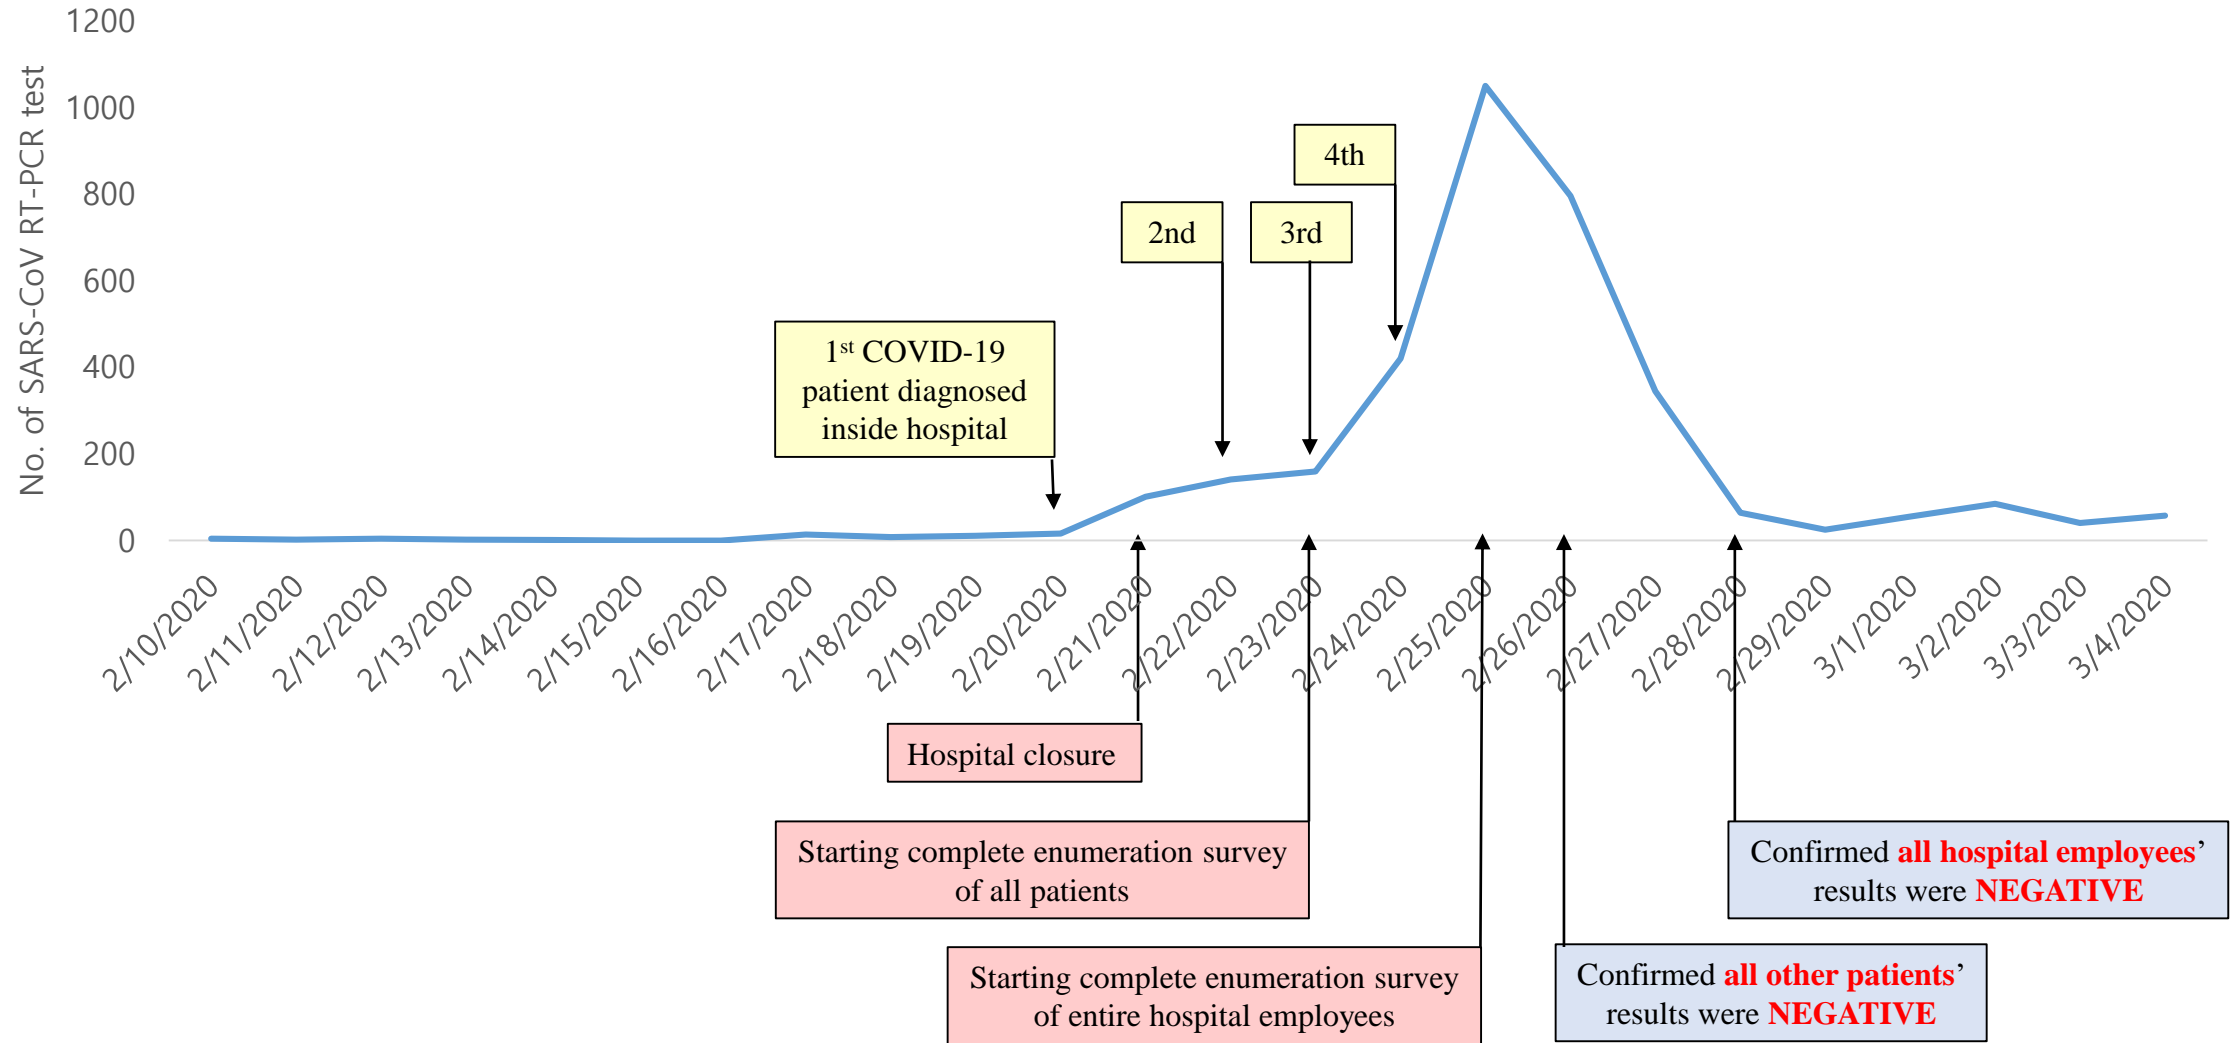 1200
1000
800
600
400
200
0
No. of SARS-CoV RT-PCR test
4th
2nd
3rd
1st COVID-19
patient diagnosed
inside hospital
2/10/2020
2/11/2020
2/12/2020
2/13/2020
2/14/2020
2/15/2020
2/16/2020
2/17/2020
2/18/2020
2/19/2020
2/20/2020
2/21/2020
2/22/2020
2/23/2020
2/24/2020
2/25/2020
2/26/2020
2/27/2020
2/28/2020
2/29/2020
3/1/2020
3/2/2020
3/3/2020
3/4/2020
Hospital closure
Starting complete enumeration survey
of all patients
Confirmed all hospital employees’
results were NEGATIVE
Starting complete enumeration survey
of entire hospital employees
Confirmed all other patients’
results were NEGATIVE